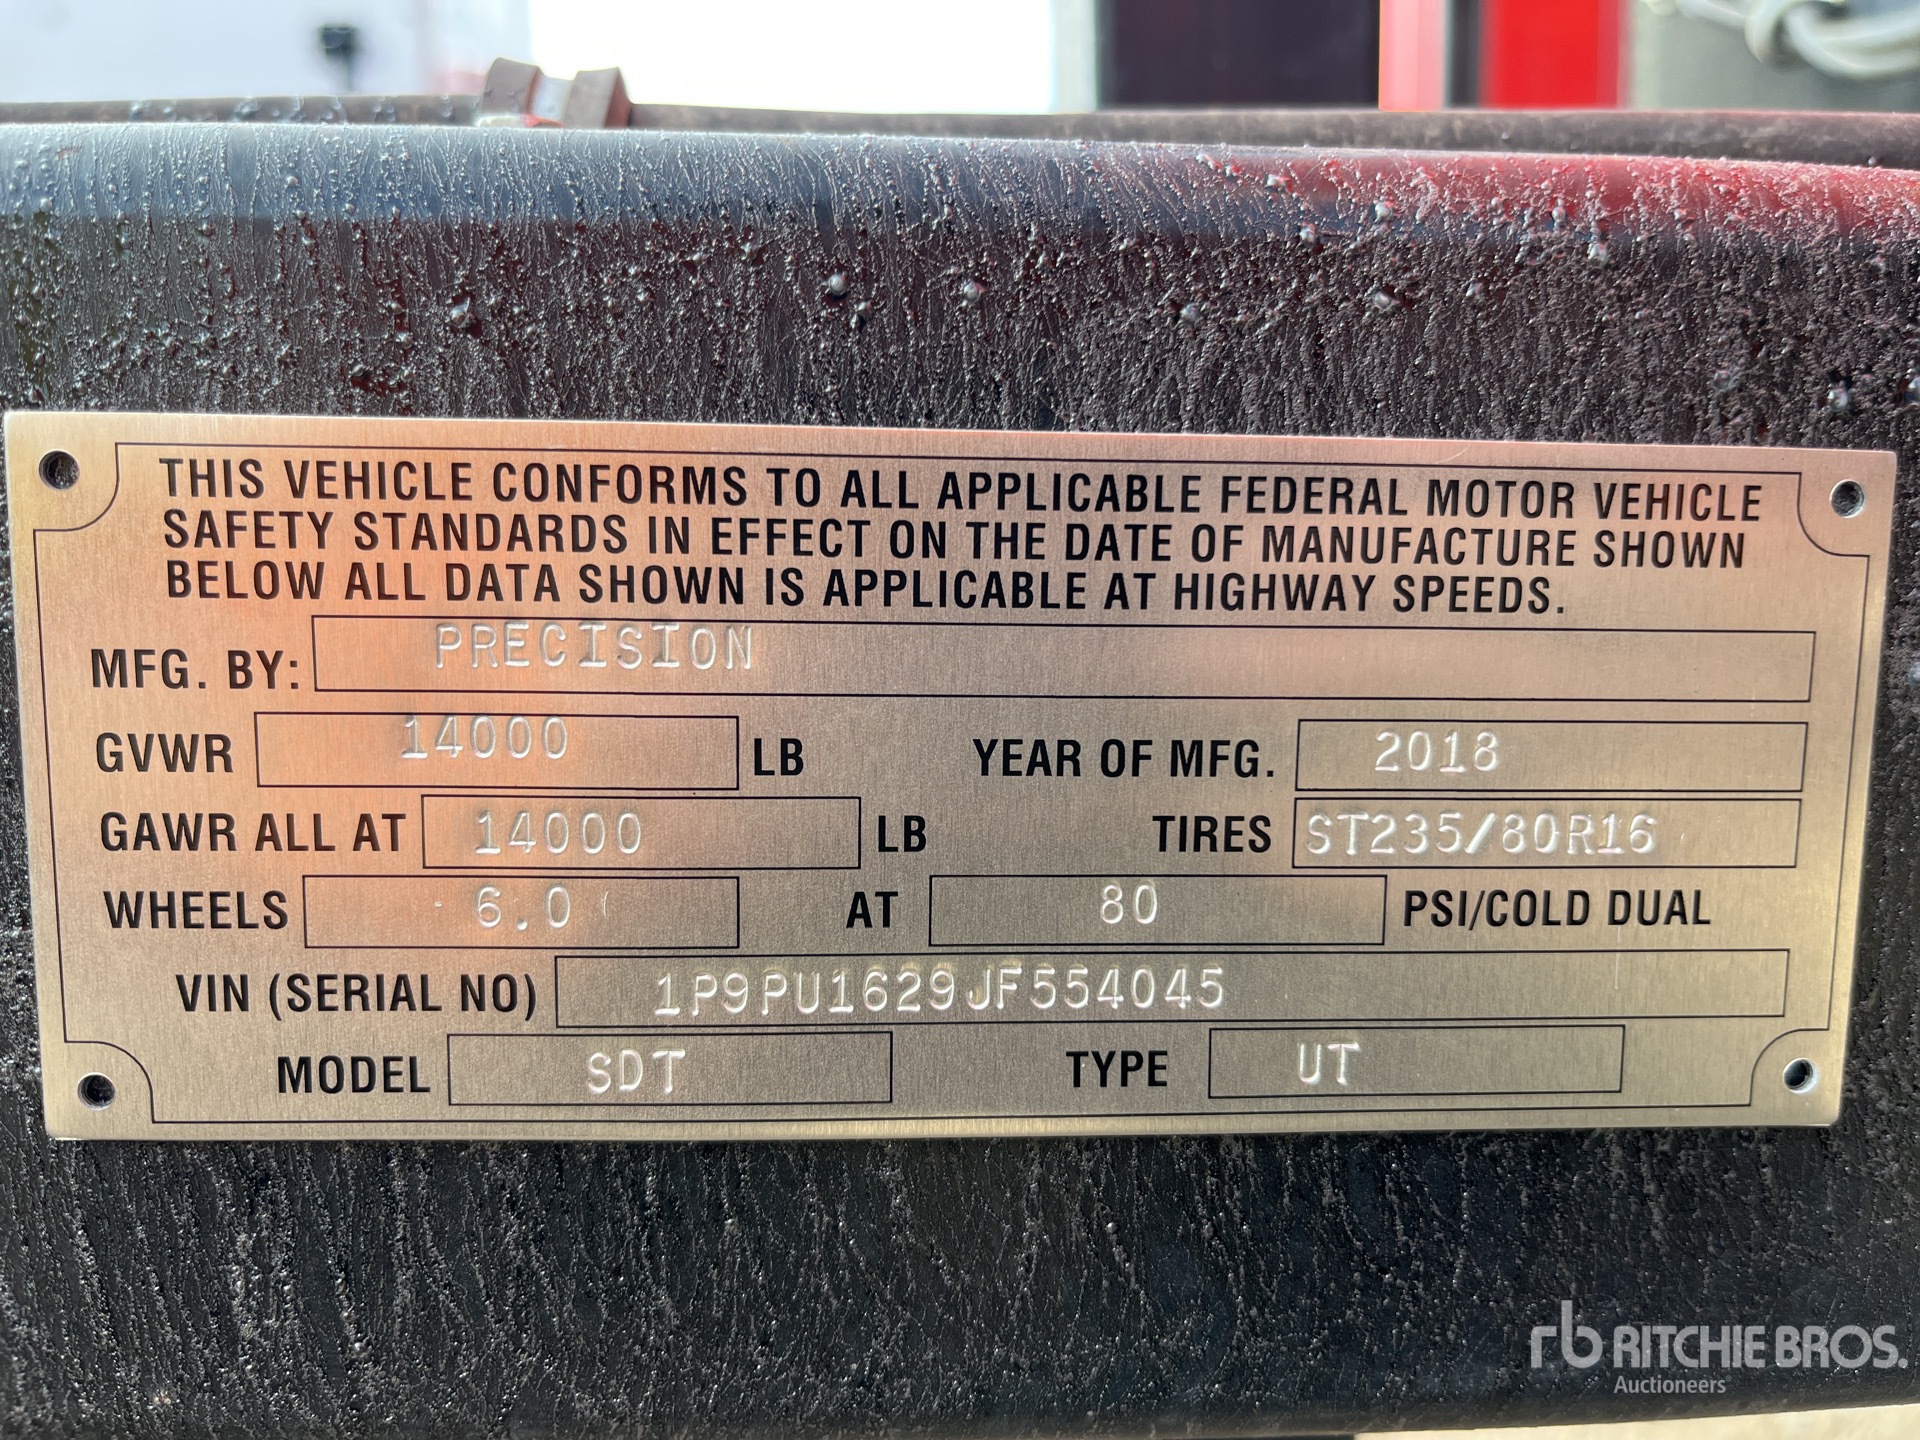 THIS VEHICLE CONFORMS TO ALL APPLICABLE FEDERAL MOTOR VEHICLE
SAFETY STANDARDS IN EFFECT ON THE DATE OF MANUFACTURE SHOWN
BELOW ALL DATA SHOWN IS APPLICABLE AT HIGHWAY SPEEDS.
MFG. BY: PRECISION
GVWR 14000 LB YEAR OF MFG. 2018
GAWR ALL AT 14000 LB TIRES ST235/80R16
WHEELS 6.0 AT 80 PSI/COLD DUAL
VIN (SERIAL NO) 1P9PU1629JF554045
MODEL SDT TYPE UT
rb RITCHIE BROS.
Auctioneers